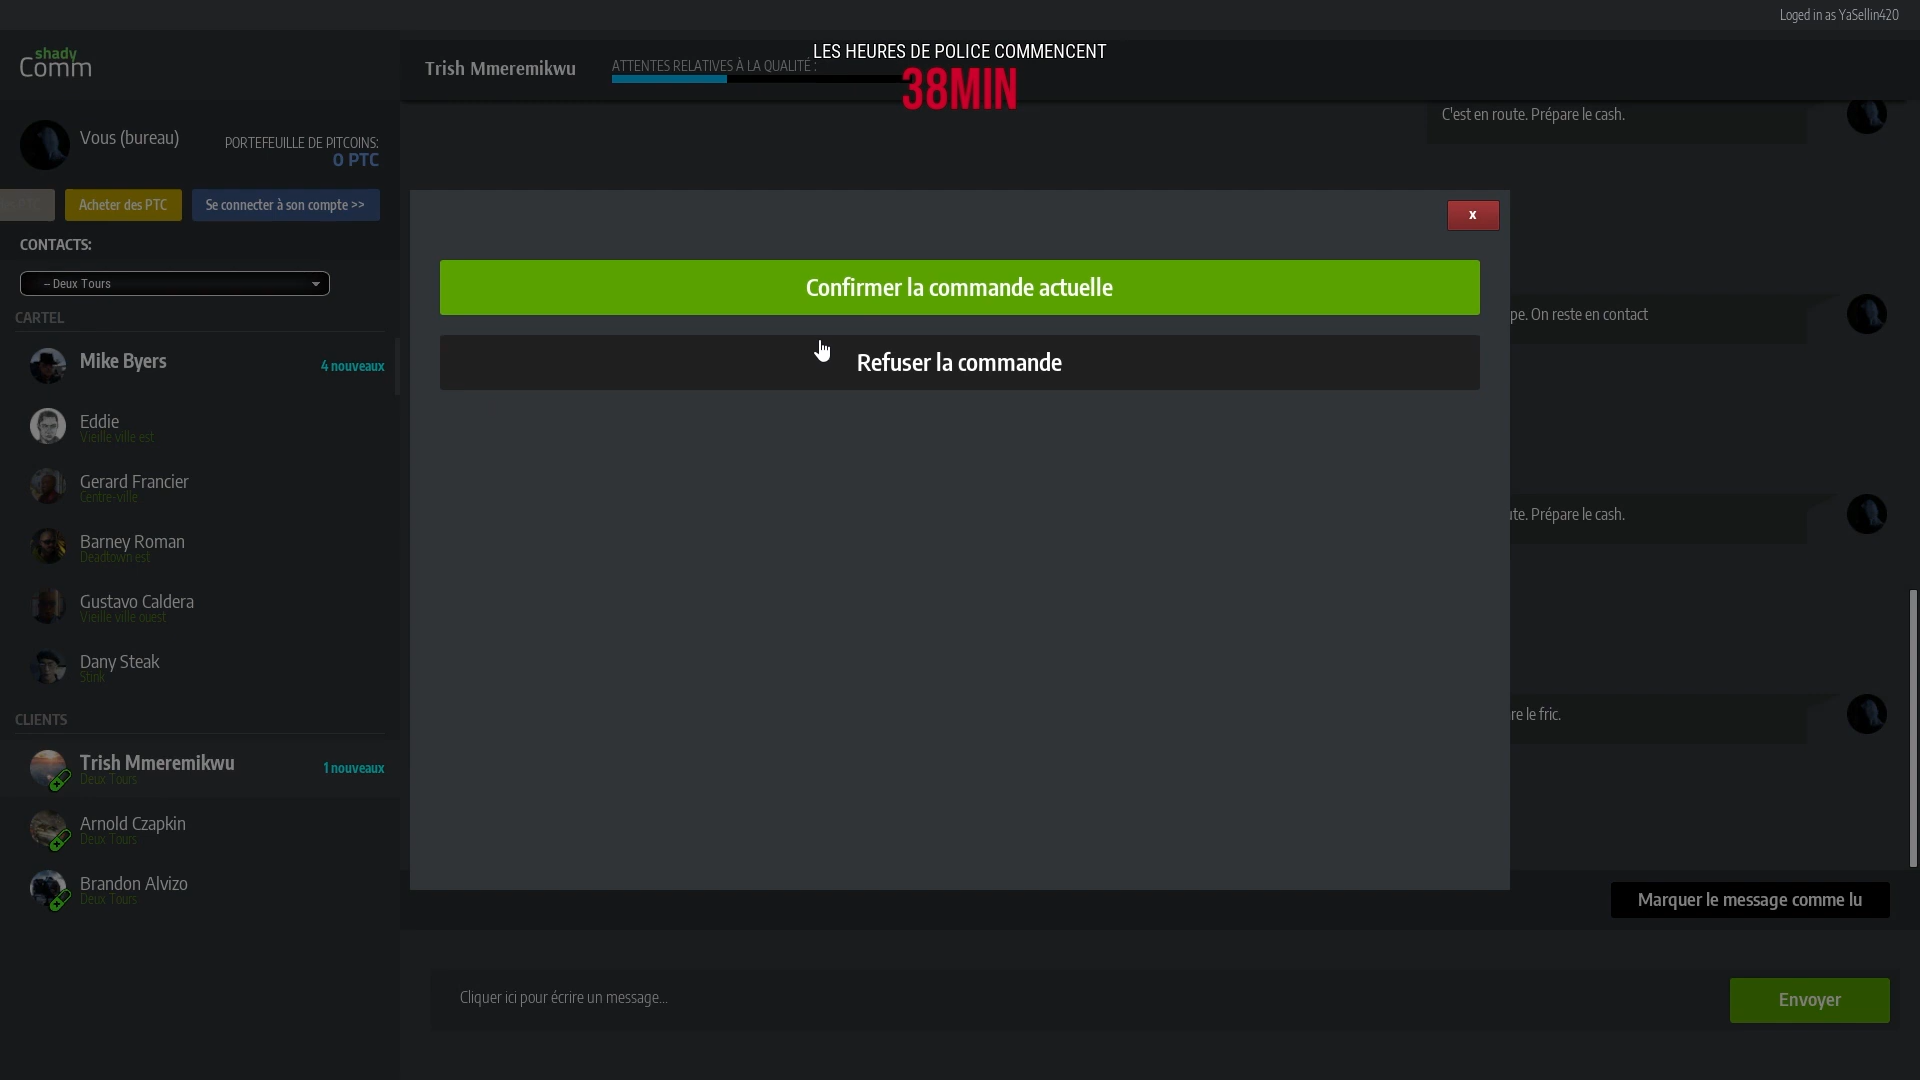 Loged in as YaSellin420
shady
Comm
Trish Mmeremikwu
ATTENTES RELATIVES À LA QUALITÉ :
LES HEURES DE POLICE COMMENCENT
38MIN
C'est en route. Prépare le cash.
Vous (bureau)
PORTEFEUILLE DE PITCOINS:
0 PTC
Acheter des PTC
Se connecter à son compte >>
CONTACTS:
-- Deux Tours
CARTEL
Mike Byers
4 nouveaux
Eddie
Vieille ville est
Gerard Francier
Centre-ville
Barney Roman
Deadtown est
Gustavo Caldera
Vieille ville ouest
Dany Steak
Stink
CLIENTS
Trish Mmeremikwu
1 nouveaux
Deux Tours
Arnold Czapkin
Deux Tours
Brandon Alvizo
Deux Tours
x
Confirmer la commande actuelle
Refuser la commande
On reste en contact
Prépare le cash.
le fric.
Marquer le message comme lu
Cliquer ici pour écrire un message...
Envoyer